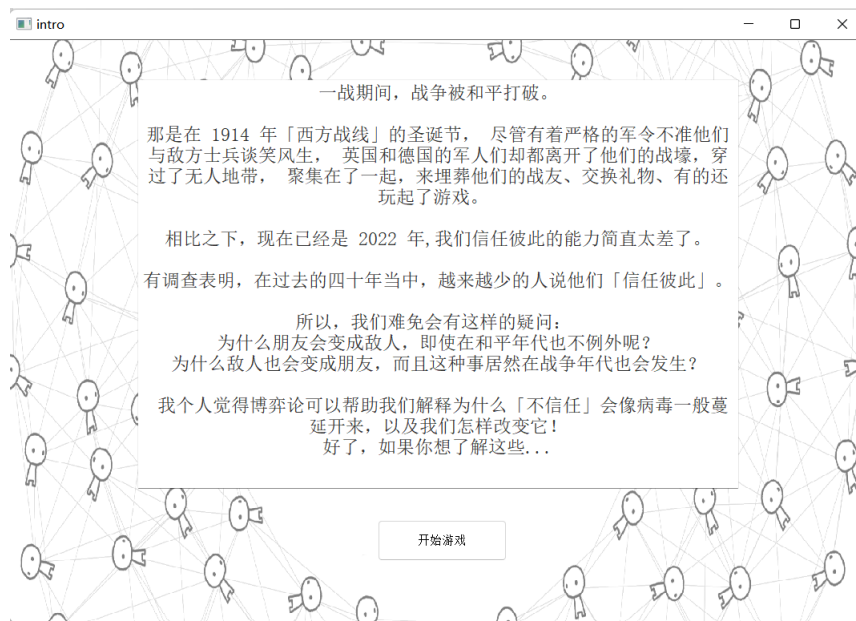 intro
一战期间，战争被和平打破。
那是在 1914 年「西方战线」的圣诞节， 尽管有着严格的军令不准他们
与敌方士兵谈笑风生， 英国和德国的军人们却都离开了他们的战壕，穿
过了无人地带， 聚集在了一起，来埋葬他们的战友、交换礼物、有的还
玩起了游戏。
相比之下，现在已经是 2022 年,我们信任彼此的能力简直太差了。
有调查表明，在过去的四十年当中，越来越少的人说他们「信任彼此」。
所以，我们难免会有这样的疑问：
为什么朋友会变成敌人，即使在和平年代也不例外呢？
为什么敌人也会变成朋友，而且这种事居然在战争年代也会发生？
我个人觉得博弈论可以帮助我们解释为什么「不信任」会像病毒一般蔓
延开来，以及我们怎样改变它！
好了，如果你想了解这些...
开始游戏